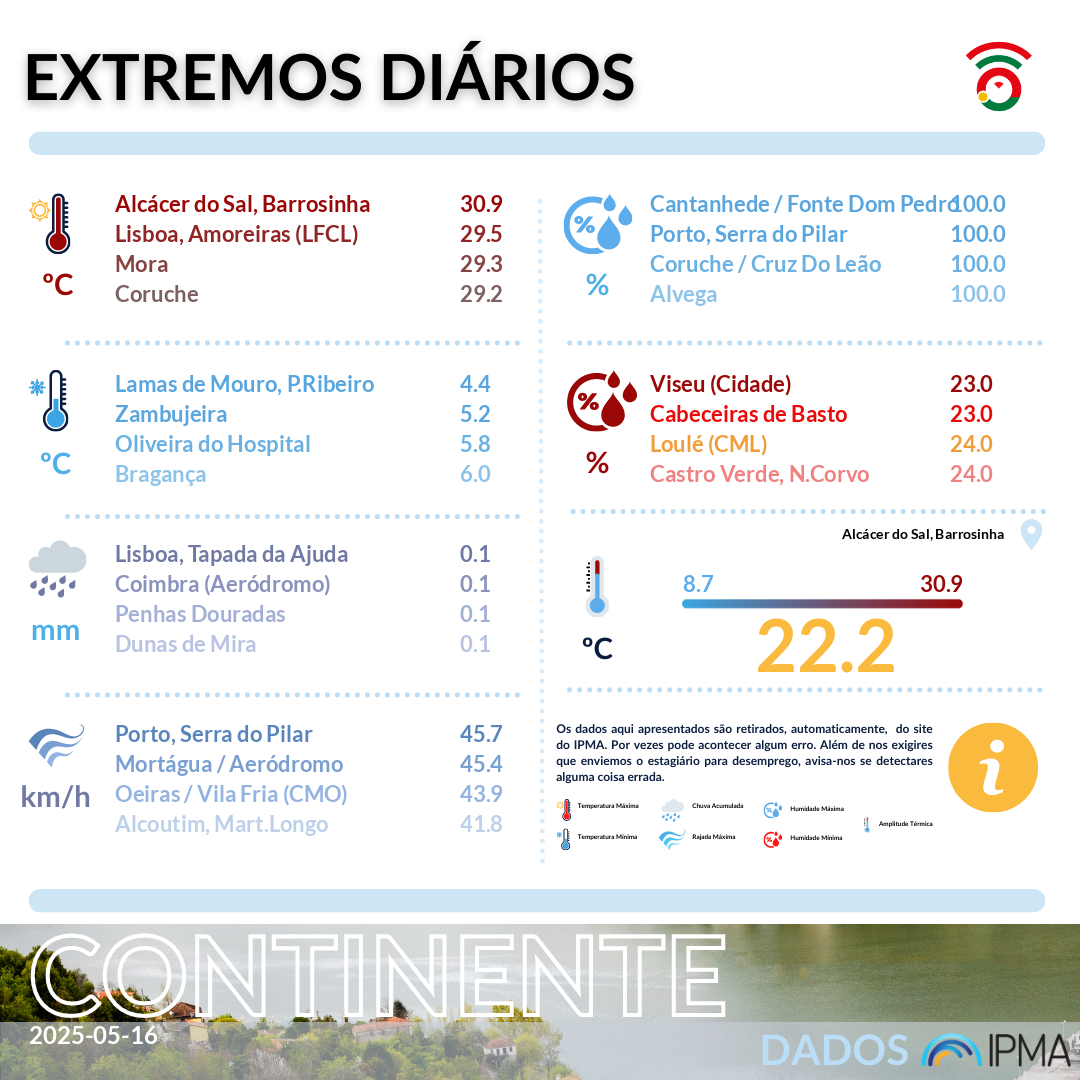 EXTREMOS DIÁRIOS
Alcácer do Sal, Barrosinha 30.9
Lisboa, Amoreiras (LFCL) 29.5
Mora 29.3
Coruche 29.2
ºC
Lamas de Mouro, P.Ribeiro 4.4
Zambujeira 5.2
Oliveira do Hospital 5.8
Bragança 6.0
ºC
Lisboa, Tapada da Ajuda 0.1
Coimbra (Aeródromo) 0.1
Penhas Douradas 0.1
Dunas de Mira 0.1
mm
Porto, Serra do Pilar 45.7
Mortágua / Aeródromo 45.4
Oeiras / Vila Fria (CMO) 43.9
Alcoutim, Mart.Longo 41.8
km/h
%
Cantanhede / Fonte Dom Pedro 100.0
Porto, Serra do Pilar 100.0
Coruche / Cruz Do Leão 100.0
Alvega 100.0
%
%
Viseu (Cidade) 23.0
Cabeceiras de Basto 23.0
Loulé (CML) 24.0
Castro Verde, N.Corvo 24.0
%
Alcácer do Sal, Barrosinha
8.7 30.9
22.2
ºC
Os dados aqui apresentados são retirados, automaticamente, do site
do IPMA. Por vezes pode acontecer algum erro. Além de nos exigires
que enviemos o estagiário para desemprego, avisa-nos se detectares
alguma coisa errada.
i
Temperatura Máxima Chuva Acumulada Humidade Máxima
Amplitude Térmica
Temperatura Mínima Rajada Máxima Humidade Mínima
CONTINENTE
2025-05-16
DADOS IPMA